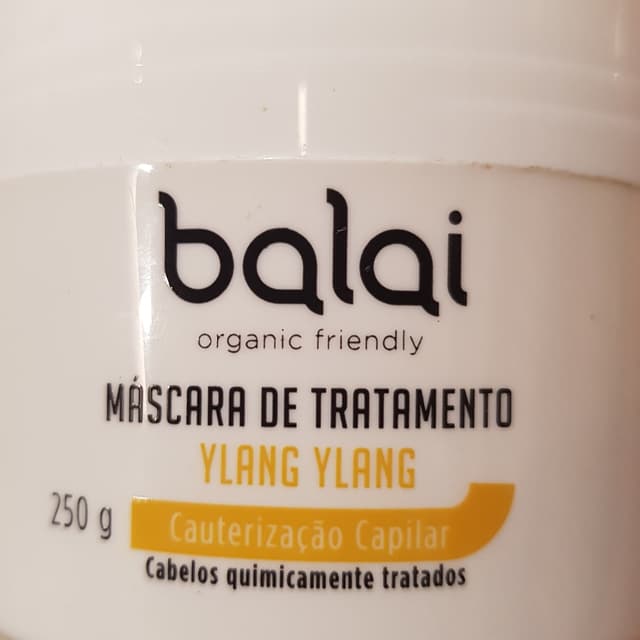 balai
organic friendly
MÁSCARA DE TRATAMENTO
YLANG YLANG
250 g
Cauterização Capilar
Cabelos quimicamente tratados